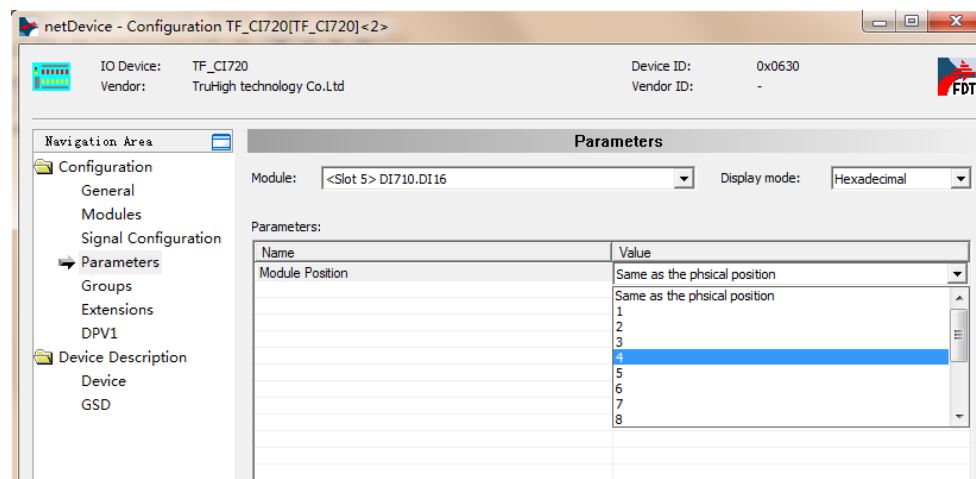 netDevice - Configuration TF_CI720[TF_CI720]<2>
IO Device: TF_CI720 Device ID: 0x0630
Vendor: TruHigh technology Co.Ltd Vendor ID: -
FDT
Navigation Area
Configuration
General
Modules
Signal Configuration
Parameters
Groups
Extensions
DPV1
Device Description
Device
GSD
Parameters
Module: <Slot 5> DI710.DI16 Display mode: Hexadecimal
Parameters:
Name Value
Module Position Same as the phsical position
Same as the phsical position
1
2
3
4
5
6
7
8